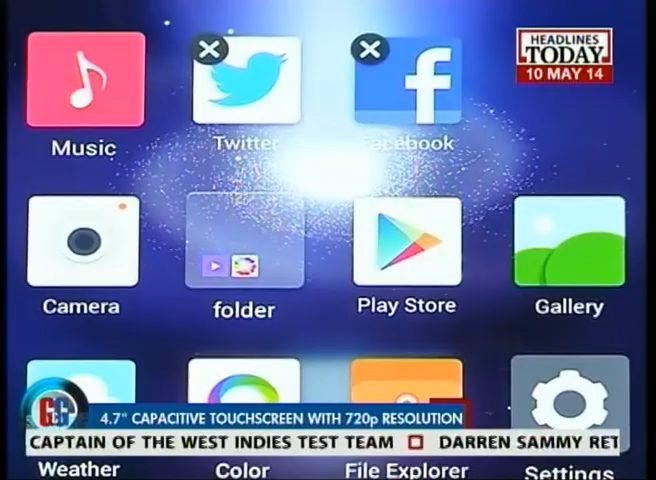 HEADLINES
TODAY
10 MAY 14
Music
Twitter
facebook
Camera
folder
Play Store
Gallery
G&G
4.7" CAPACITIVE TOUCHSCREEN WITH 720p RESOLUTION
CAPTAIN OF THE WEST INDIES TEST TEAM DARREN SAMMY RET
Weather
Color
File Explorer
Settings